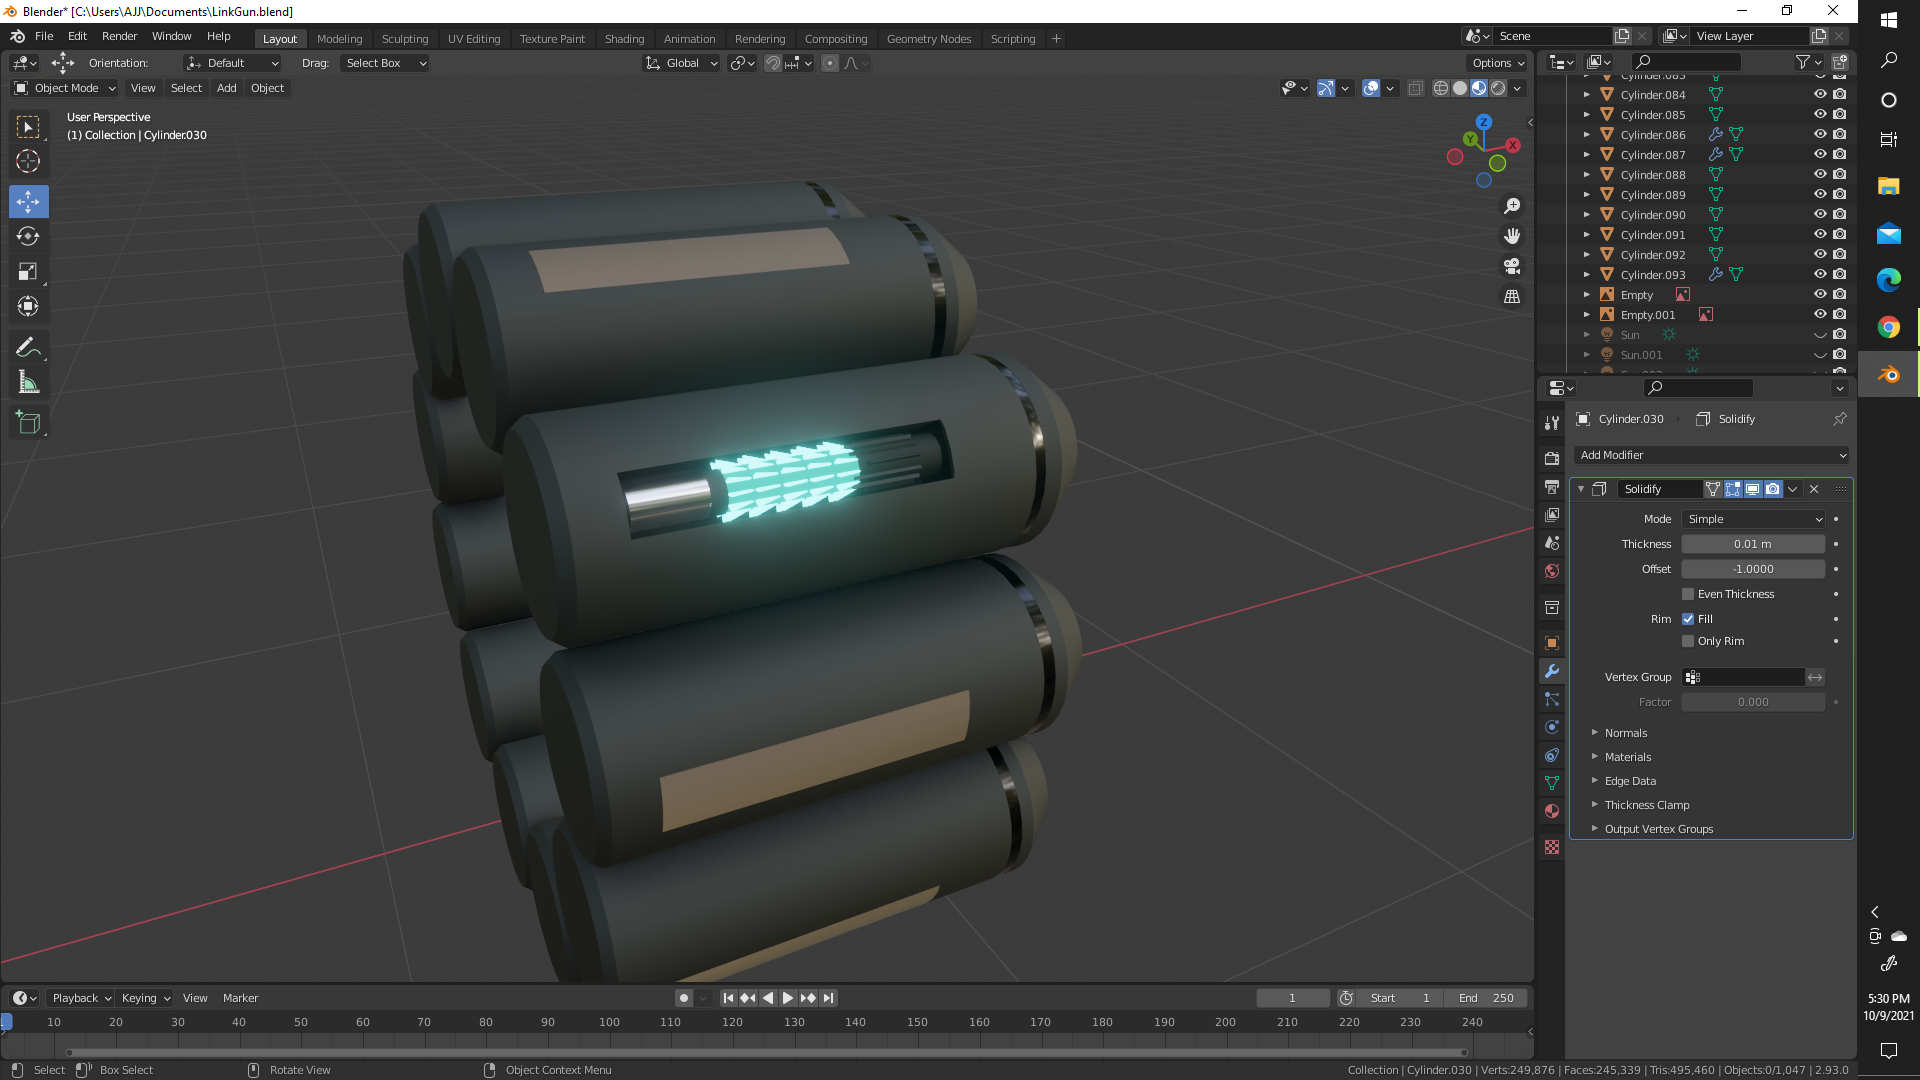 Blender* [C:\Users\AJJ\Documents\LinkGun.blend]
File Edit Render Window Help Layout Modeling Sculpting UV Editing Texture Paint Shading Animation Rendering Compositing Geometry Nodes Scripting + Scene View Layer
Orientation: Default Drag: Select Box Global Options
Object Mode View Select Add Object
User Perspective
(1) Collection | Cylinder.030
Z
Y
X
Cylinder.083
Cylinder.084
Cylinder.085
Cylinder.086
Cylinder.087
Cylinder.088
Cylinder.089
Cylinder.090
Cylinder.091
Cylinder.092
Cylinder.093
Empty
Empty.001
Sun
Sun.001
Cylinder.030 Solidify
Add Modifier
Solidify
Mode Simple
Thickness 0.01 m
Offset -1.0000
Even Thickness
Rim Fill
Only Rim
Vertex Group
Factor 0.000
Normals
Materials
Edge Data
Thickness Clamp
Output Vertex Groups
Playback Keying View Marker 1 Start 1 End 250
1 10 20 30 40 50 60 70 80 90 100 110 120 130 140 150 160 170 180 190 200 210 220 230 240
Select Box Select Rotate View Object Context Menu Collection | Cylinder.030 | Verts:249,876 | Faces:245,339 | Tris:495,460 | Objects:0/1,047 | 2.93.0
5:30 PM
10/9/2021